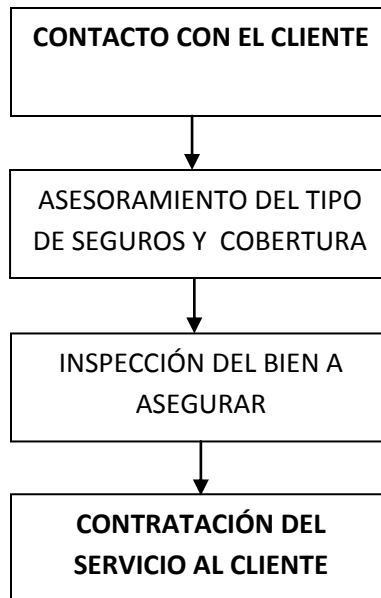 CONTACTO CON EL CLIENTE
ASESORAMIENTO DEL TIPO
DE SEGUROS Y COBERTURA
INSPECCIÓN DEL BIEN A
ASEGURAR
CONTRATACIÓN DEL
SERVICIO AL CLIENTE